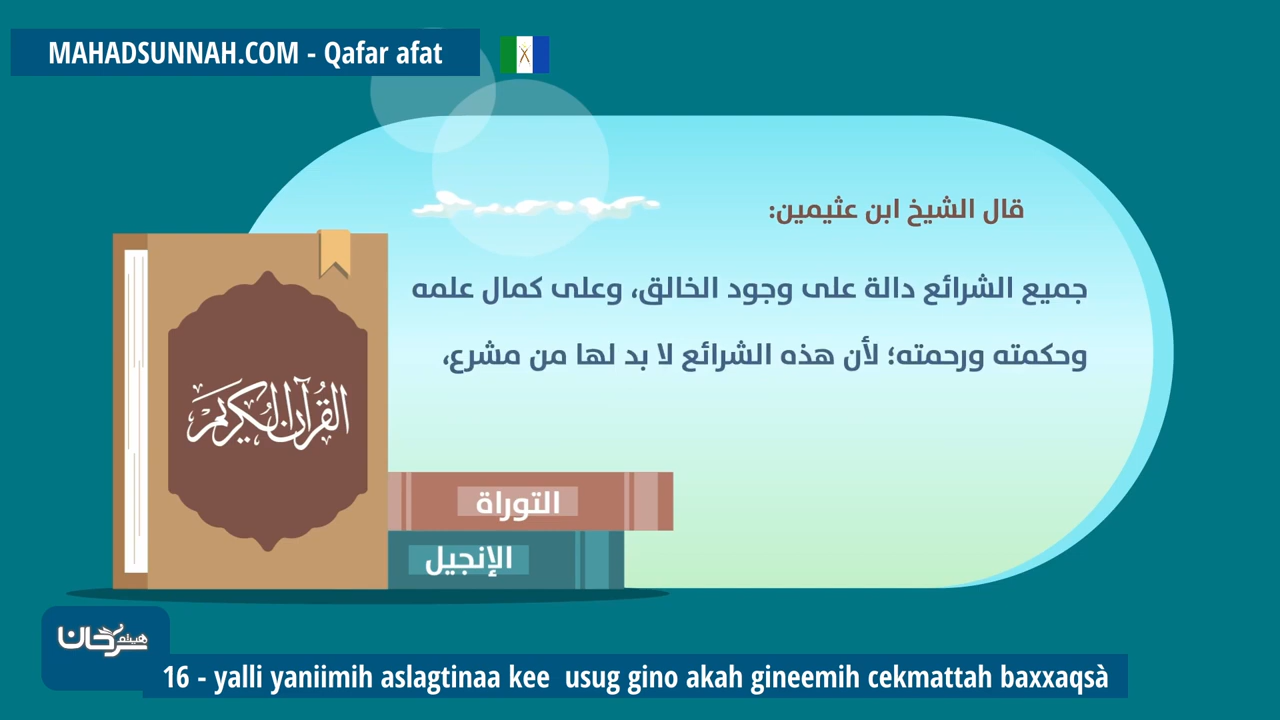 MAHADSUNNAH.COM - Qafar afat
قال الشيخ ابن عثيمين:
جميع الشرائع دالة على وجود الخالق، وعلى كمال علمه
وحكمته ورحمته؛ لأن هذه الشرائع لا بد لها من مشرع،
القرآن الكريم
التوراة
الإنجيل
هيثم سرحان
16 - yalli yaniimih aslagtinaa kee usug gino akah gineemih cekmattah baxxaqsà